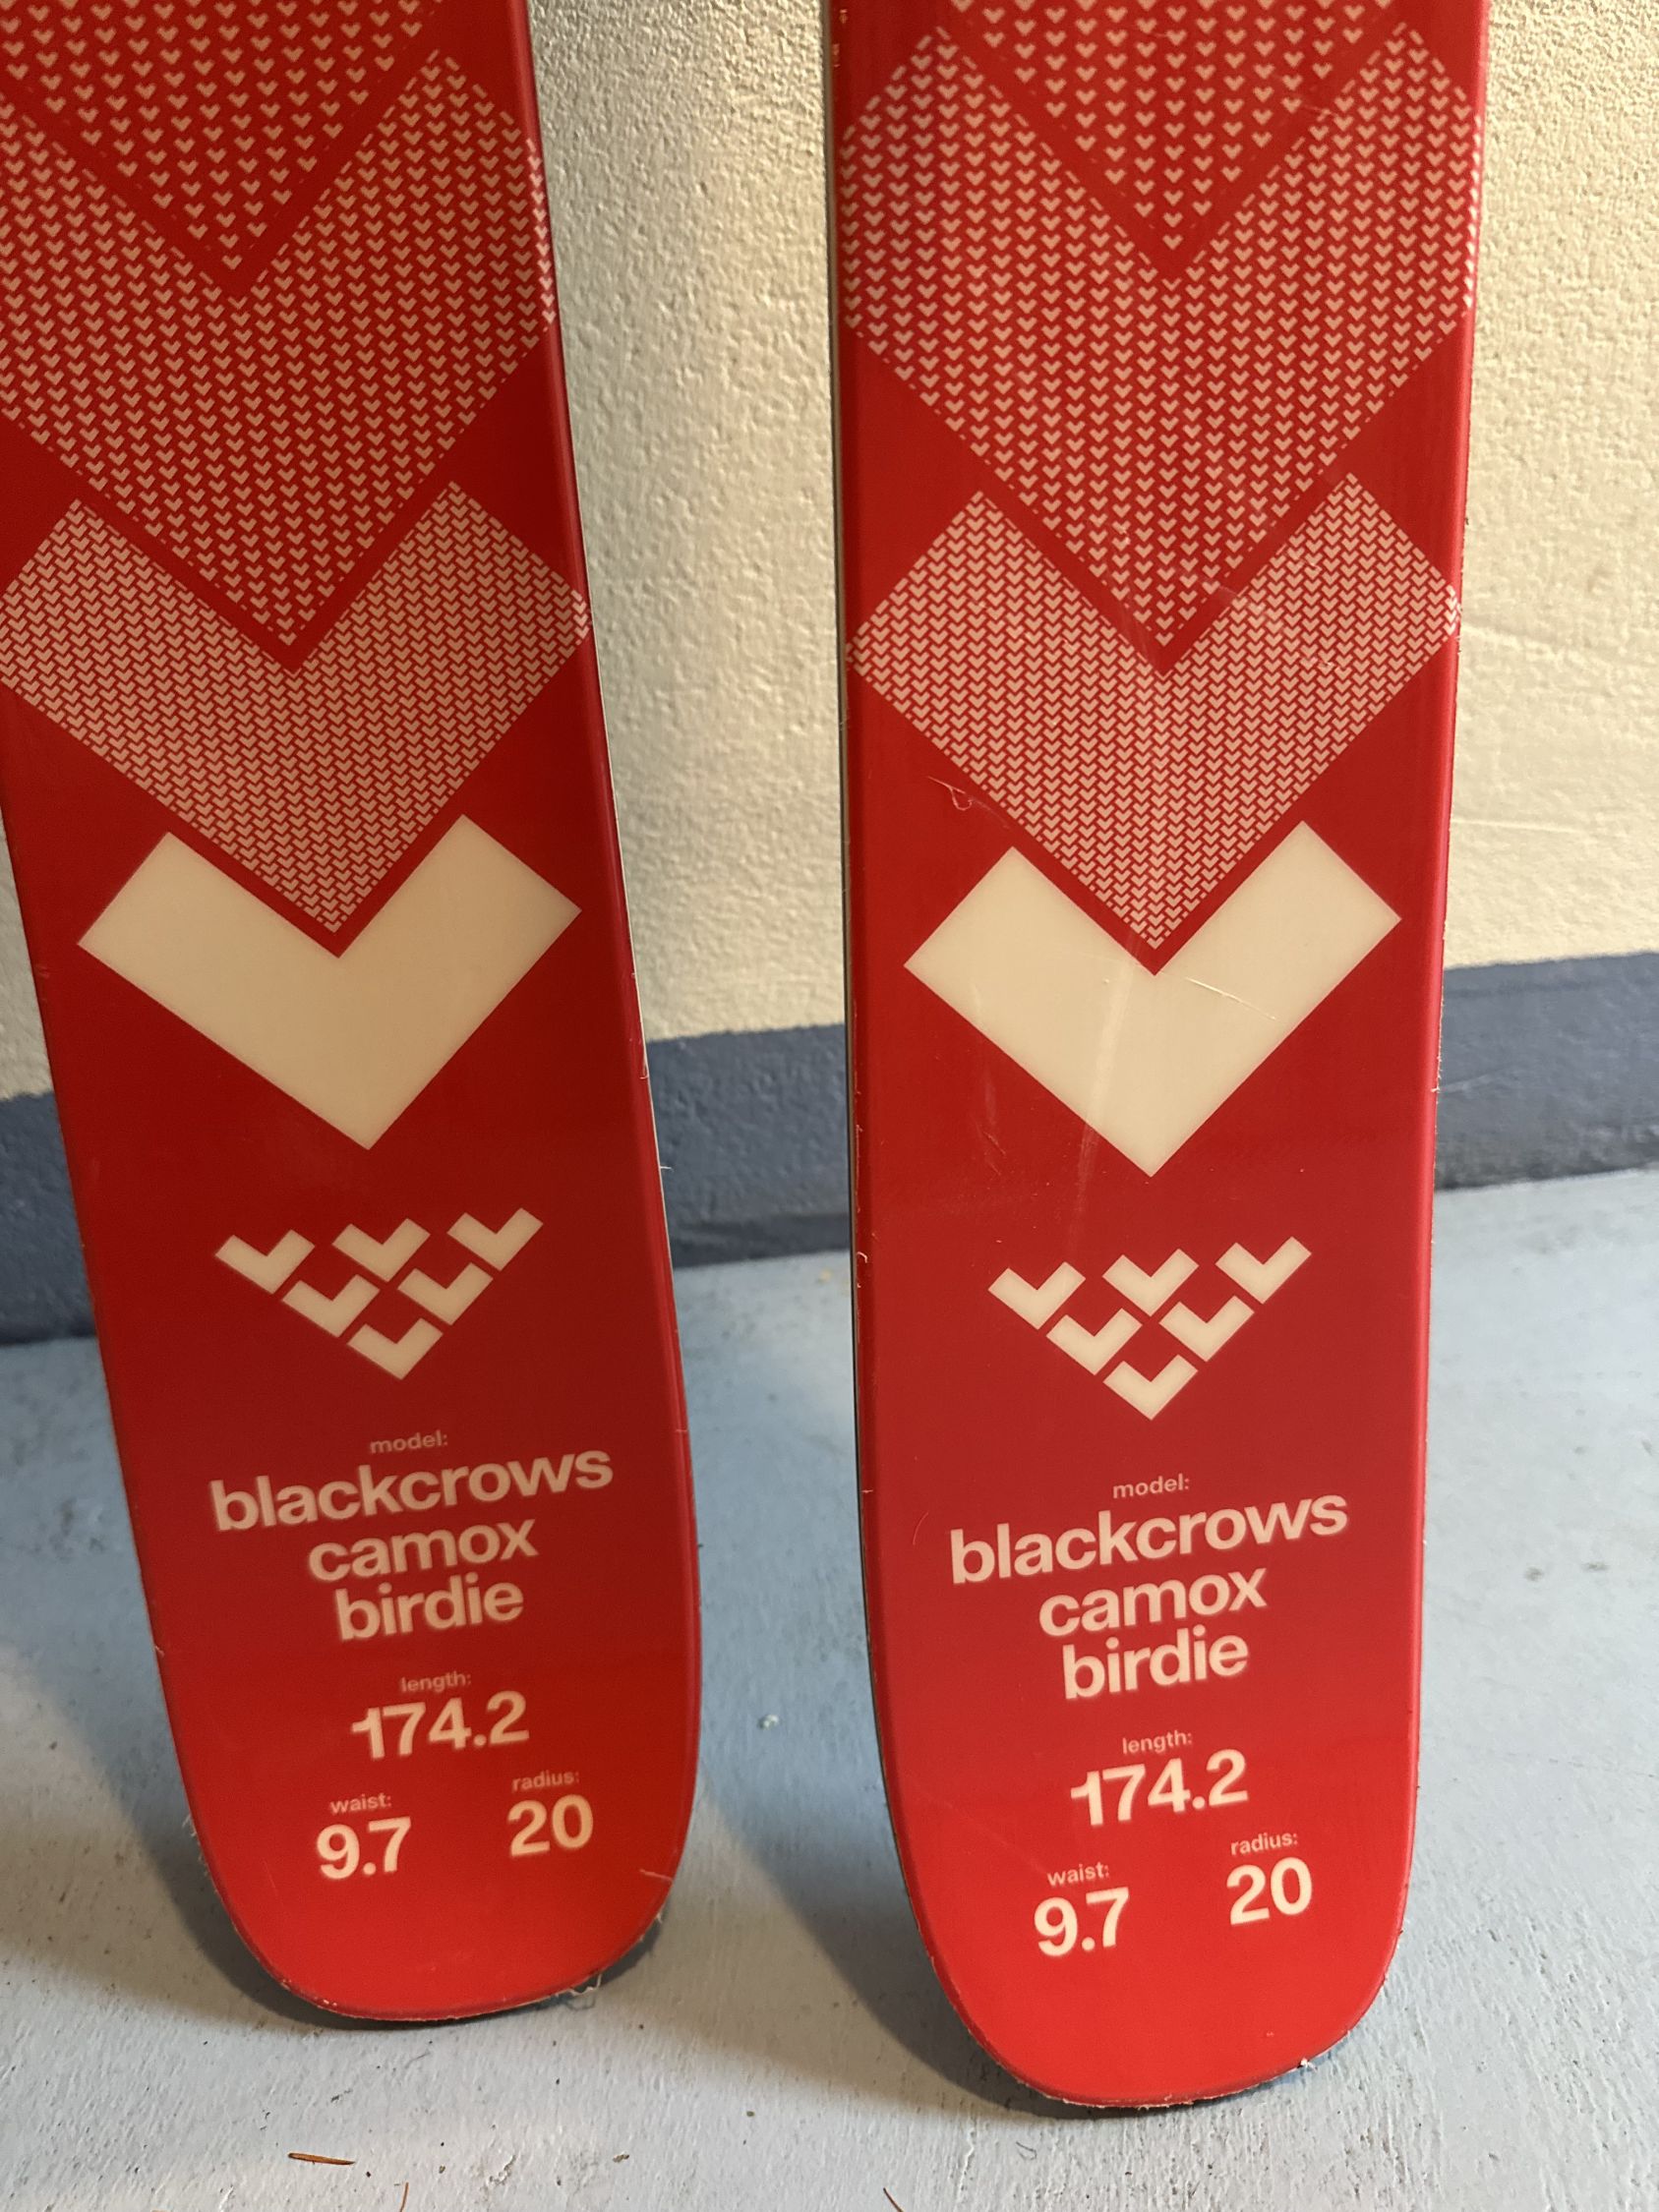 model:
blackcrows
camox
birdie
length:
174.2
waist: radius:
9.7 20
model:
blackcrows
camox
birdie
length:
174.2
waist: radius:
9.7 20